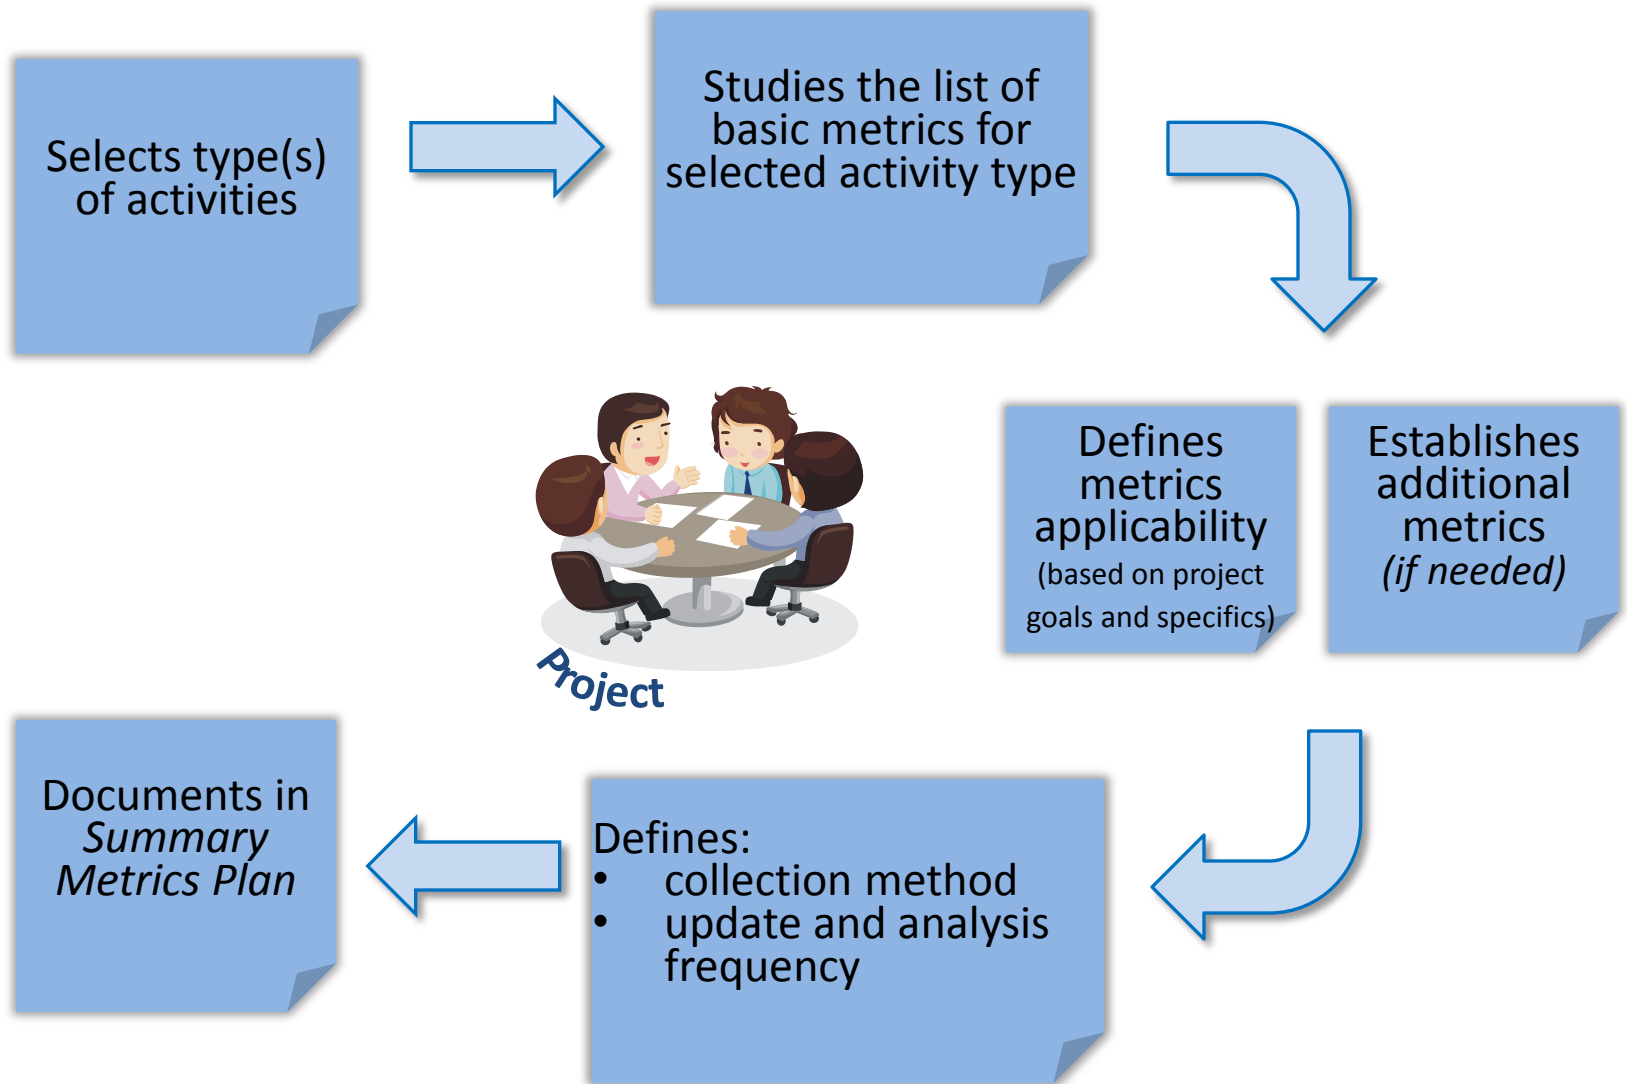 Selects type(s)
of activities
Studies the list of
basic metrics for
selected activity type
Defines
metrics
applicability
(based on project
goals and specifics)
Establishes
additional
metrics
(if needed)
Project
Defines:
• collection method
• update and analysis
frequency
Documents in
Summary
Metrics Plan